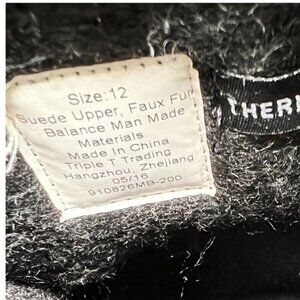 Size:12
Suede Upper, Faux Fur
Balance Man Made
Materials
Made In China
Triple T Trading
Hangzhou, Zhejiang
05/16
910826MB-200